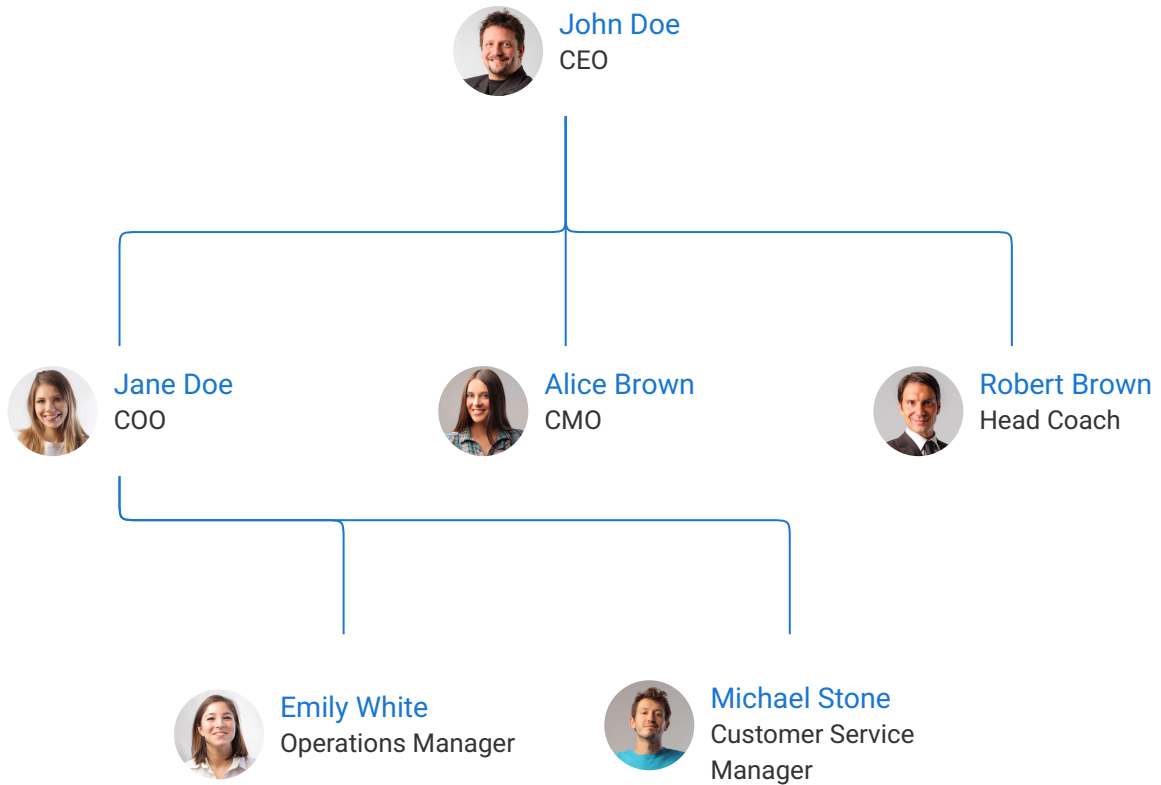 John Doe
CEO
Jane Doe
COO
Alice Brown
CMO
Robert Brown
Head Coach
Emily White
Operations Manager
Michael Stone
Customer Service
Manager